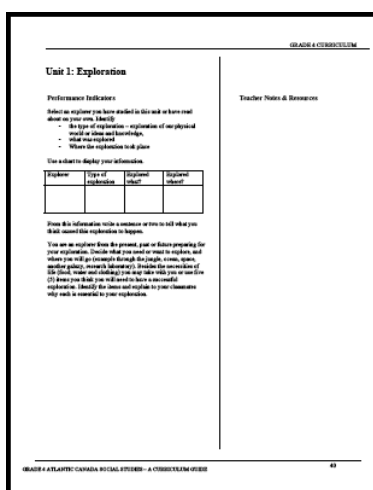 GRADE 4 CURRICULUM
Unit 1: Exploration
Performance Indicators
Select an explorer you have studied in this unit or have read
about on your own. Identify
- the type of exploration – exploration of our physical
world or ideas and knowledge,
- what was explored
- Where the exploration took place
Use a chart to display your information.
Explorer Type of exploration Explored what? Explored where?
From this information write a sentence or two to tell what you
think caused this exploration to happen.
You are an explorer from the present, past or future preparing for
your exploration. Decide what you need or want to explore, and
where you will go (example through the jungle, ocean, space,
another galaxy, research laboratory). Besides the necessities of
life (food, water and clothing) you may take with you or use five
(5) items you think you will need to have a successful
exploration. Identify the items and explain to your classmates
why each is essential to your exploration.
Teacher Notes & Resources
GRADE 4 ATLANTIC CANADA SOCIAL STUDIES – A CURRICULUM GUIDE